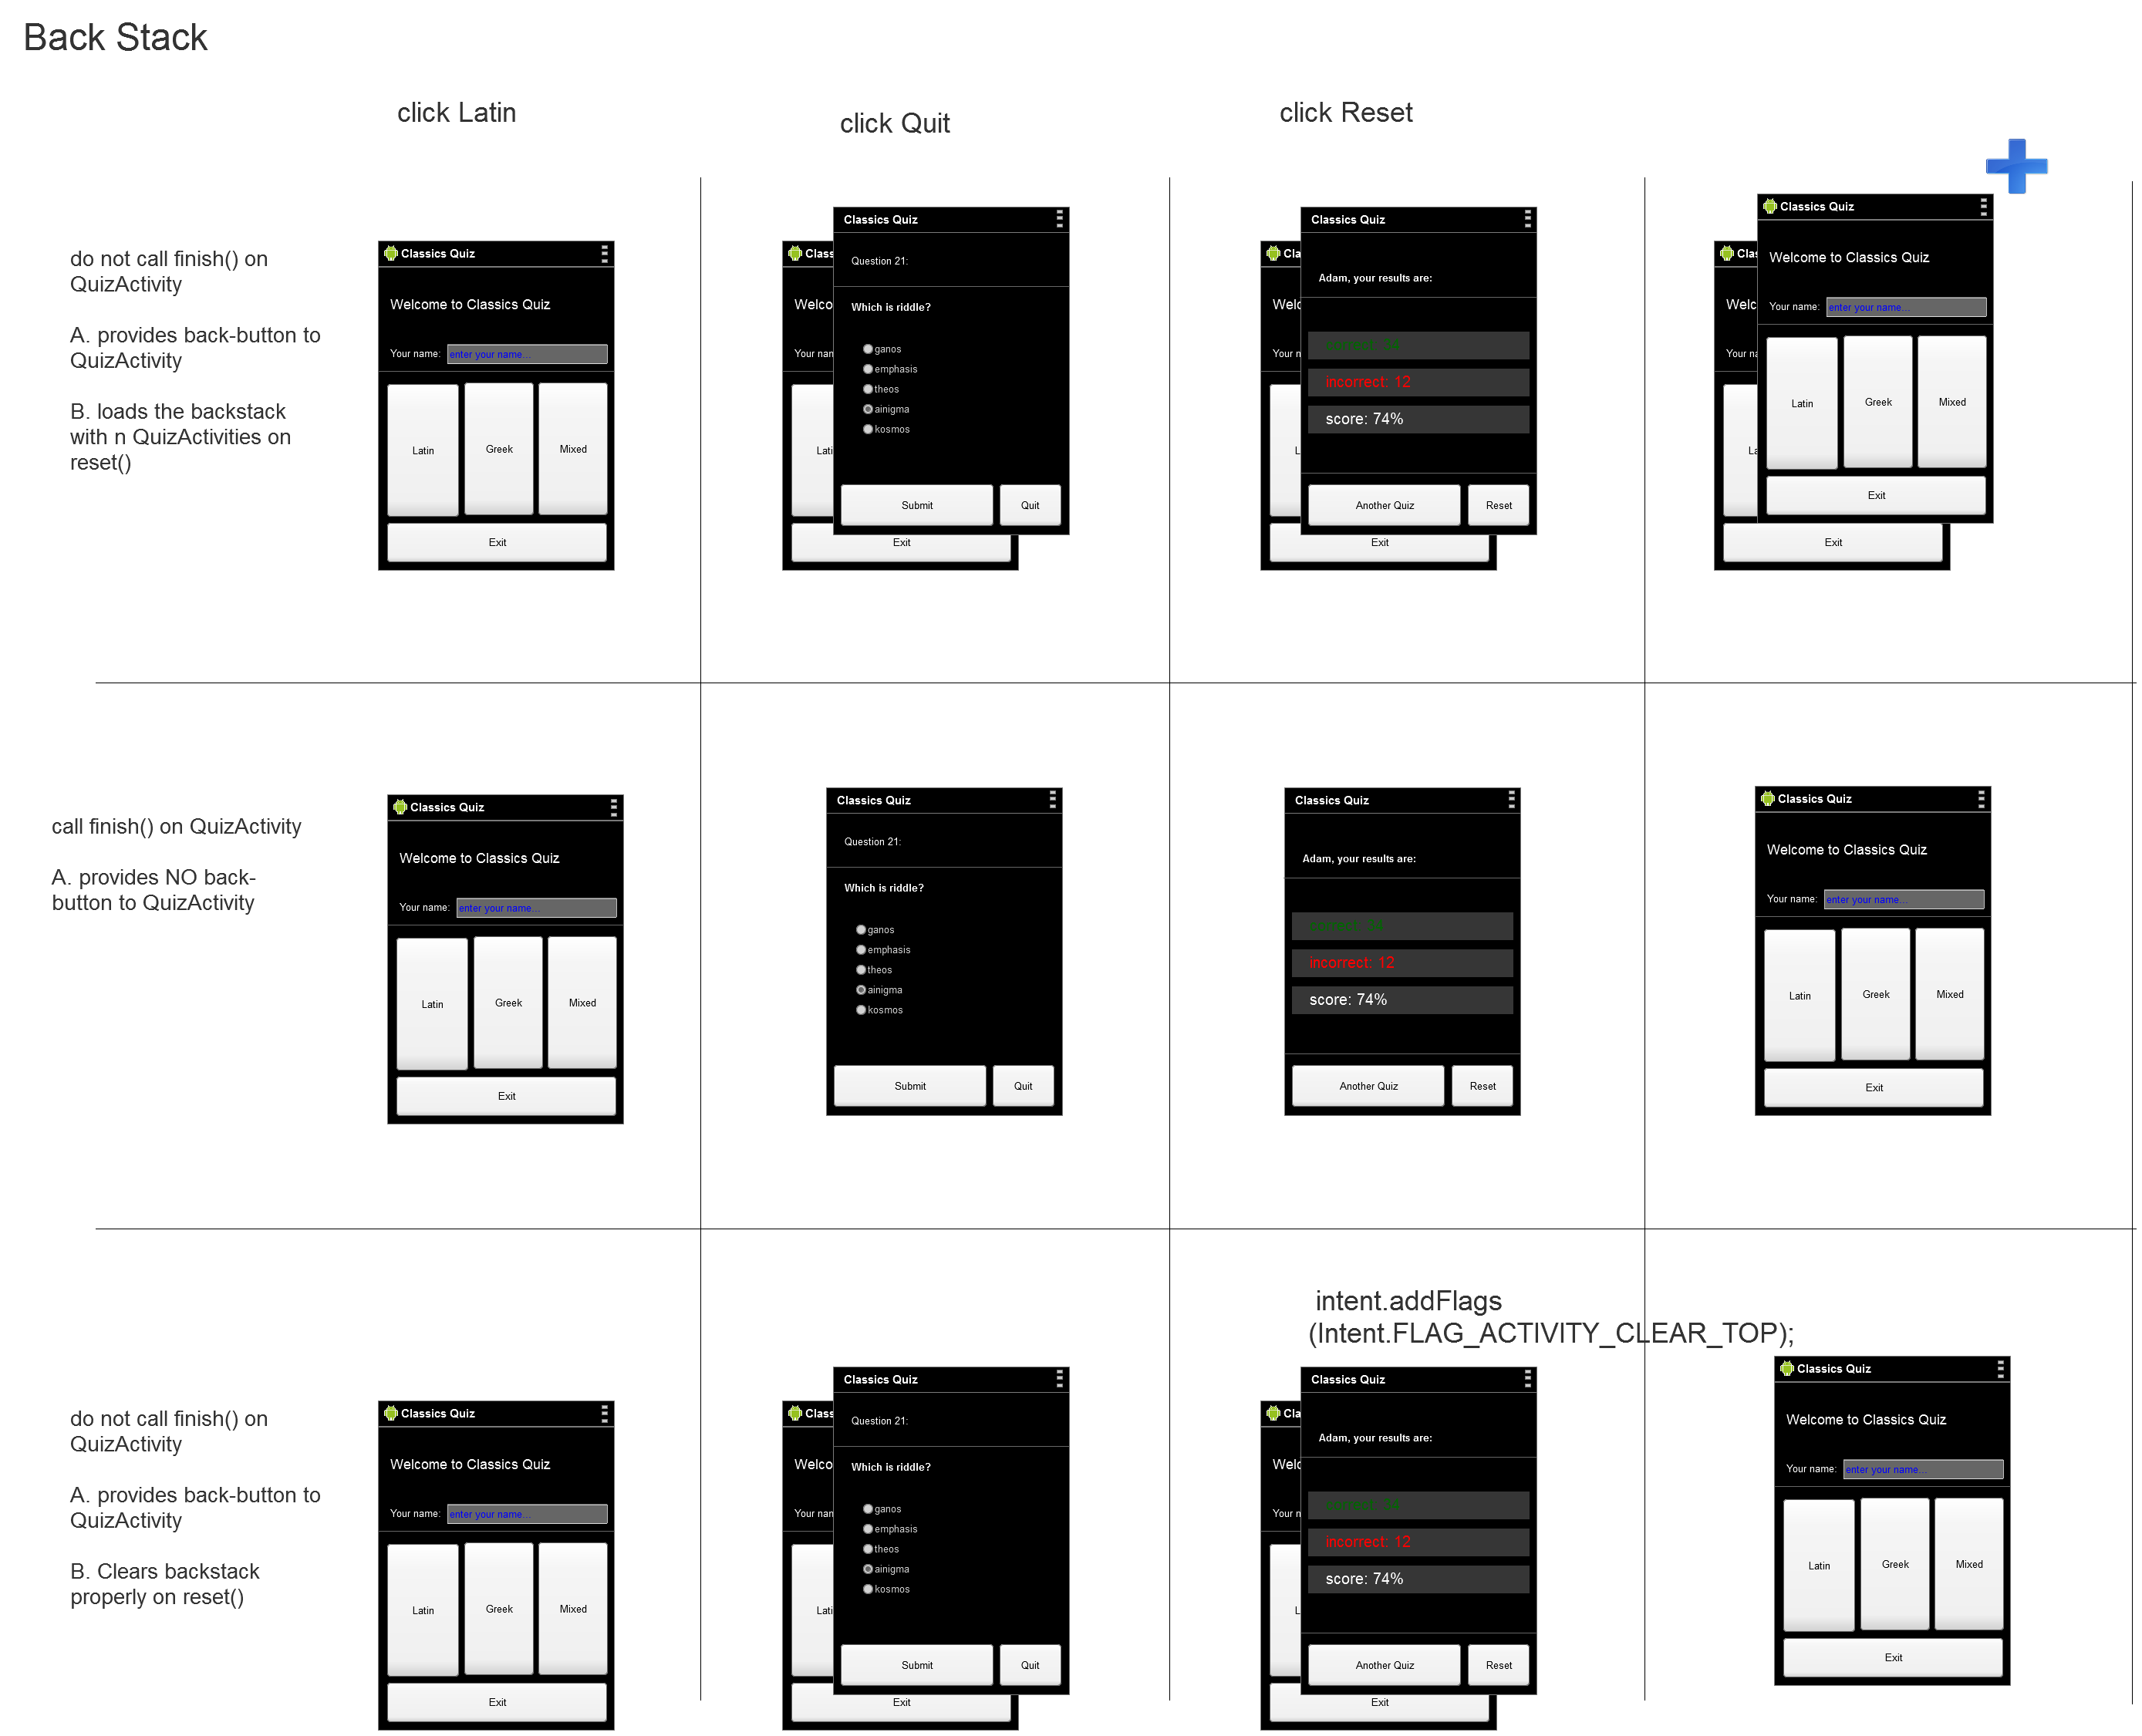 Back Stack
click Latin
click Quit
click Reset
do not call finish() on
QuizActivity
A. provides back-button to
QuizActivity
B. loads the backstack
with n QuizActivities on
reset()
Classics Quiz
Welcome to Classics Quiz
Your name: enter your name...
Latin Greek Mixed
Exit
Class
Welco
Your nan
Lati
Exit
Classics Quiz
Question 21:
Which is riddle?
ganos
emphasis
theos
ainigma
kosmos
Submit Quit
Cla
Welc
Your n
L
Exit
Classics Quiz
Adam, your results are:
correct: 34
incorrect: 12
score: 74%
Another Quiz Reset
Clas
Welc
Your na
La
Exit
Classics Quiz
Welcome to Classics Quiz
Your name: enter your name...
Latin Greek Mixed
Exit
call finish() on QuizActivity
A. provides NO back-
button to QuizActivity
Classics Quiz
Welcome to Classics Quiz
Your name: enter your name...
Latin Greek Mixed
Exit
Classics Quiz
Question 21:
Which is riddle?
ganos
emphasis
theos
ainigma
kosmos
Submit Quit
Classics Quiz
Adam, your results are:
correct: 34
incorrect: 12
score: 74%
Another Quiz Reset
Classics Quiz
Welcome to Classics Quiz
Your name: enter your name...
Latin Greek Mixed
Exit
intent.addFlags
(Intent.FLAG_ACTIVITY_CLEAR_TOP);
do not call finish() on
QuizActivity
A. provides back-button to
QuizActivity
B. Clears backstack
properly on reset()
Classics Quiz
Welcome to Classics Quiz
Your name: enter your name...
Latin Greek Mixed
Exit
Class
Welco
Your nan
Lati
Exit
Classics Quiz
Question 21:
Which is riddle?
ganos
emphasis
theos
ainigma
kosmos
Submit Quit
Cla
Welc
Your n
L
Exit
Classics Quiz
Adam, your results are:
correct: 34
incorrect: 12
score: 74%
Another Quiz Reset
Classics Quiz
Welcome to Classics Quiz
Your name: enter your name...
Latin Greek Mixed
Exit